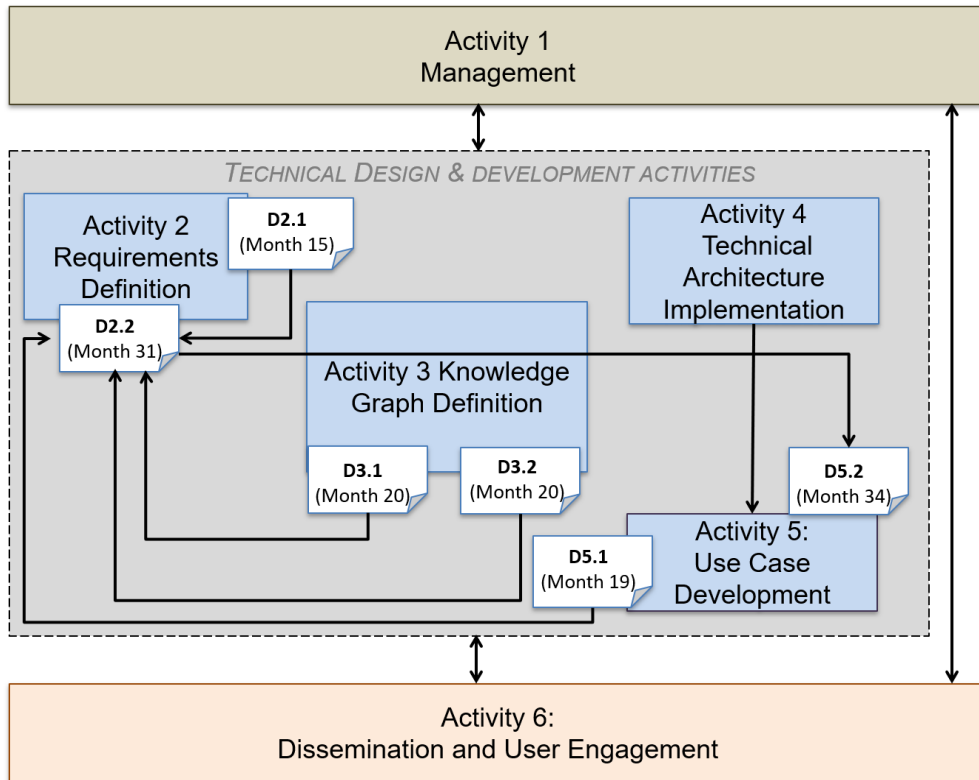 Activity 1
Management
TECHNICAL DESIGN & DEVELOPMENT ACTIVITIES
Activity 2
Requirements
Definition
D2.1
(Month 15)
D2.2
(Month 31)
Activity 4
Technical
Architecture
Implementation
Activity 3 Knowledge
Graph Definition
D3.1
(Month 20)
D3.2
(Month 20)
D5.2
(Month 34)
D5.1
(Month 19)
Activity 5:
Use Case
Development
Activity 6:
Dissemination and User Engagement